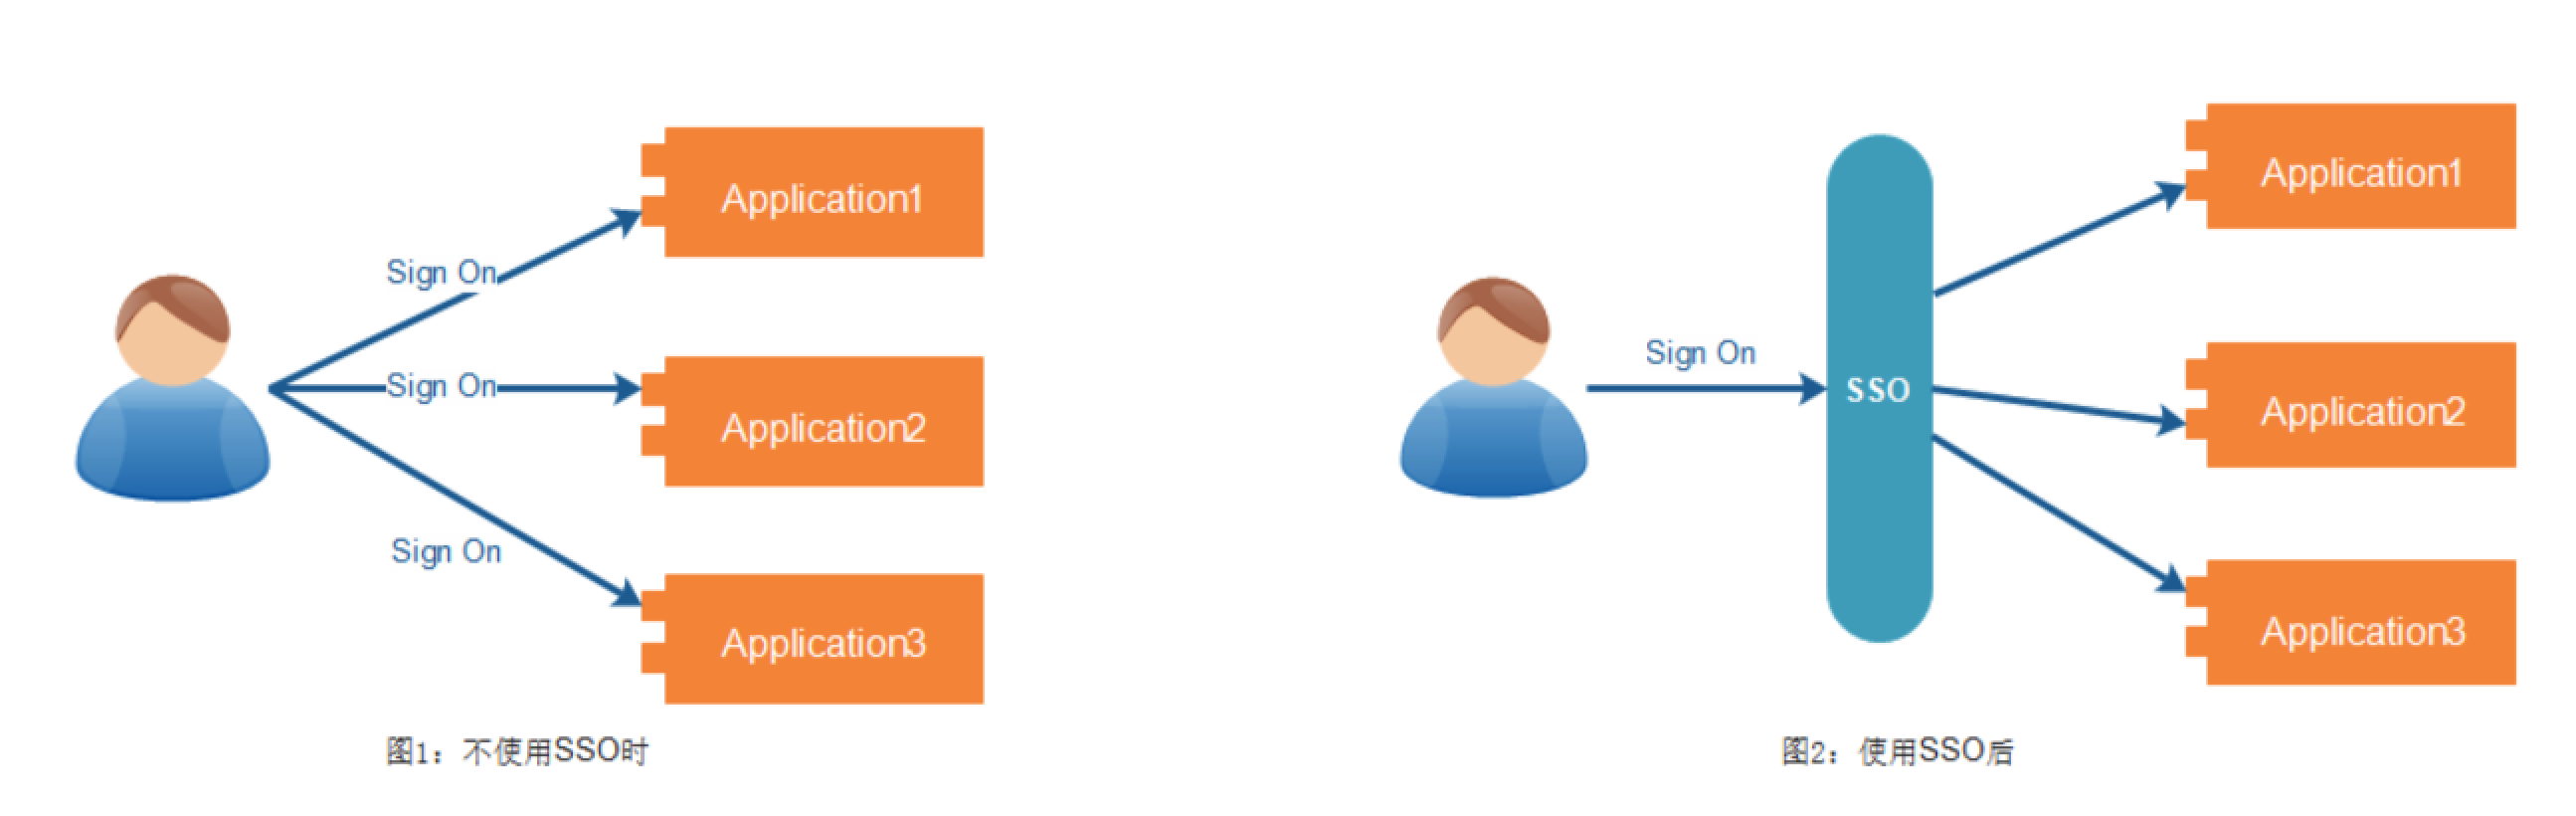 Application1
Sign On
Sign On
Application2
Sign On
Application3
图1：不使用SSO时
Application1
Sign On
SSO
Application2
Application3
图2：使用SSO后